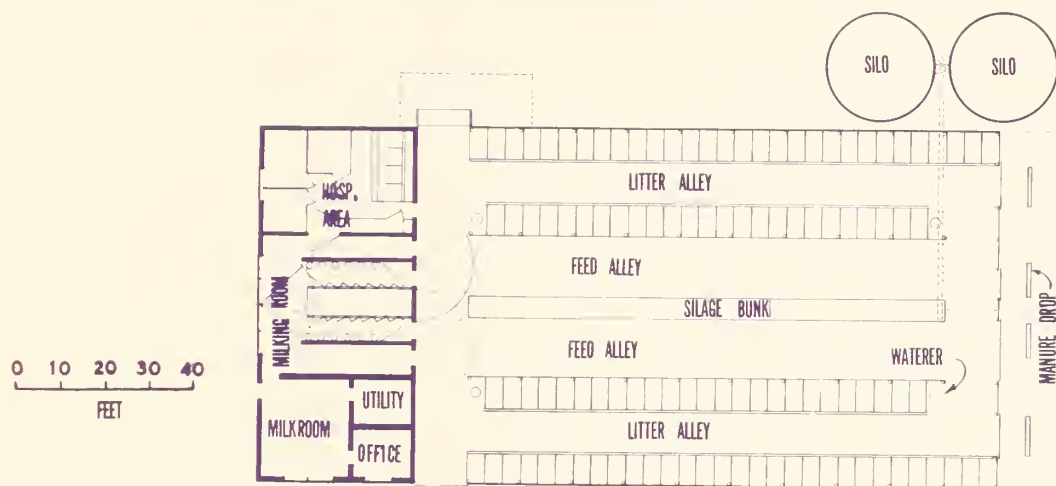 SILO
SILO
LITTER ALLEY
HOSP.
AREA
FEED ALLEY
MILKING ROOM
SILAGE BUNK
MANURE DROP
FEED ALLEY
WATERER
0 10 20 30 40
FEET
UTILITY
MILKROOM
LITTER ALLEY
OFFICE